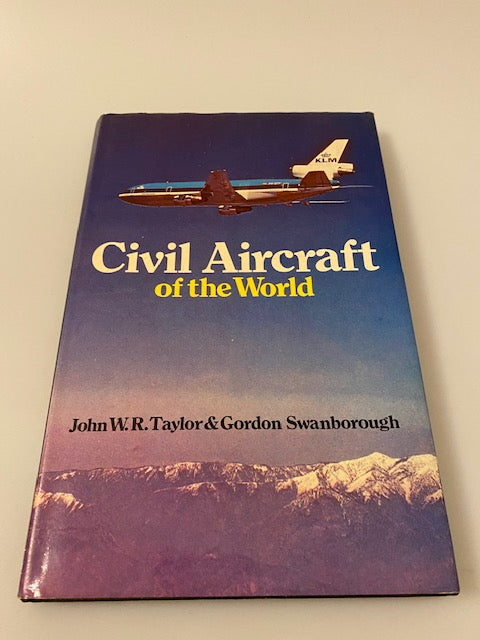 KLM
Civil Aircraft
of the World
John W.R. Taylor & Gordon Swanborough